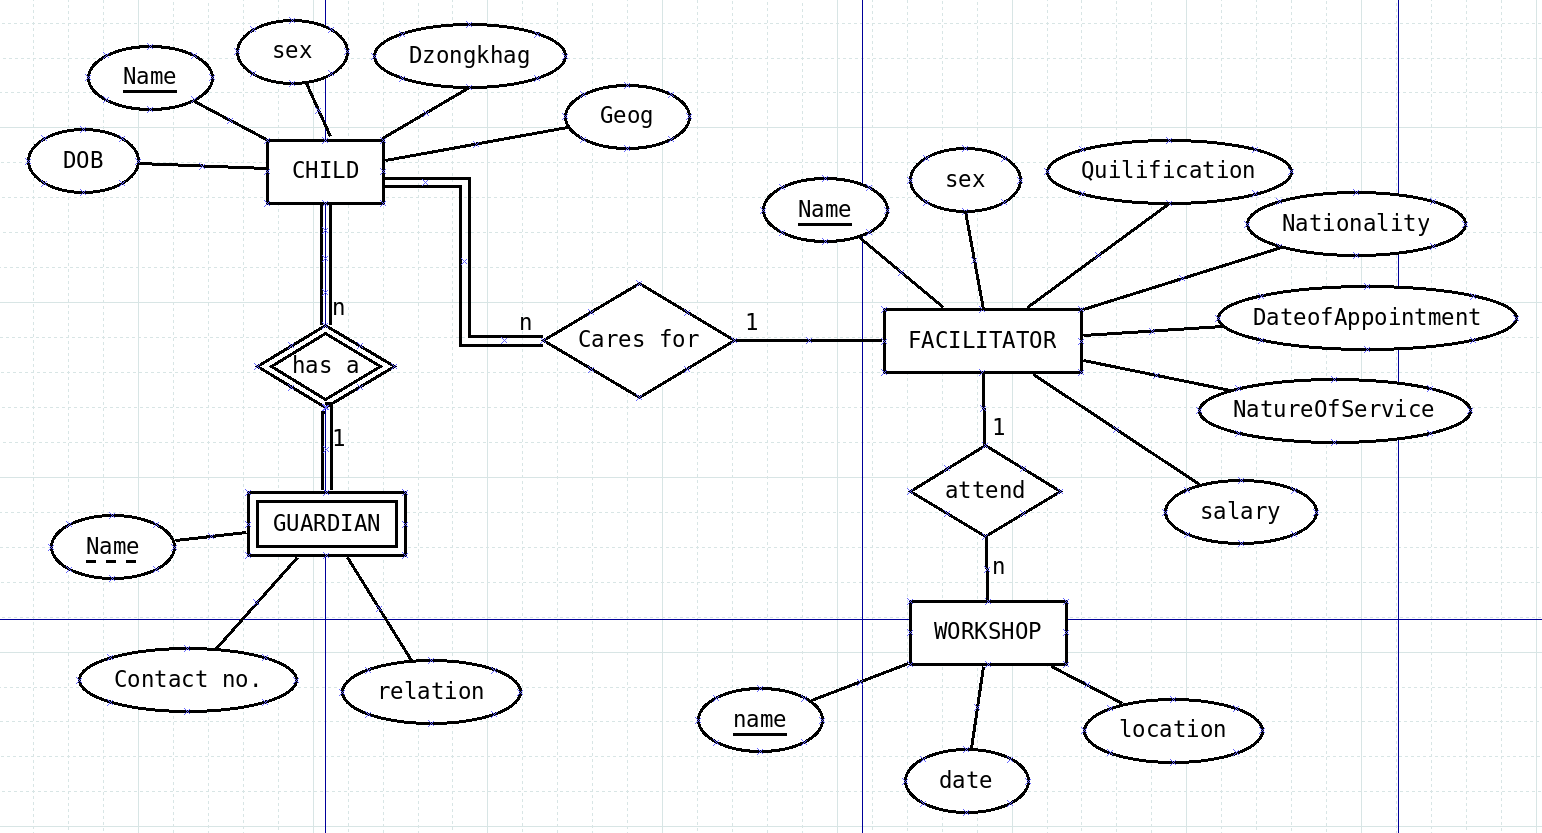 sex
Dzongkhag
Name
Geog
DOB
CHILD
Quilification
sex
Name
Nationality
n
DateofAppointment
n
1
Cares for
FACILITATOR
has a
NatureOfService
1
1
attend
salary
GUARDIAN
Name
n
WORKSHOP
Contact no.
relation
name
location
date